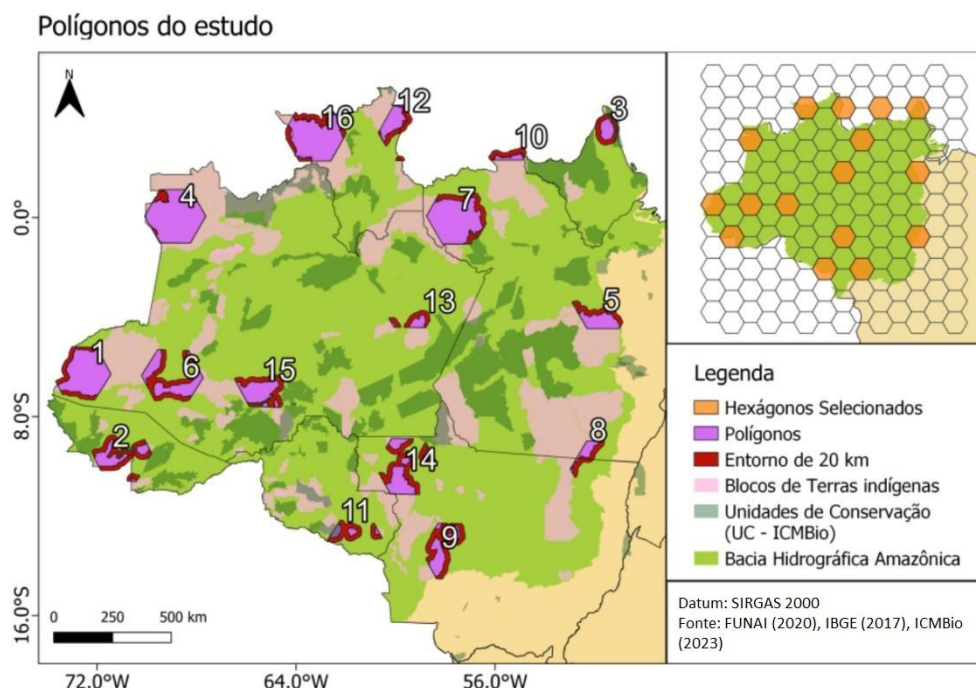 Polígonos do estudo
N
16
12
3
10
4
7
13
5
1
6
15
2
8
14
11
9
0.0°
8.0°S
16.0°S
0 250 500 km
72.0°W 64.0°W 56.0°W
Legenda
Hexágonos Selecionados
Polígonos
Entorno de 20 km
Blocos de Terras indígenas
Unidades de Conservação
(UC - ICMBio)
Bacia Hidrográfica Amazônica
Datum: SIRGAS 2000
Fonte: FUNAI (2020), IBGE (2017), ICMBio
(2023)